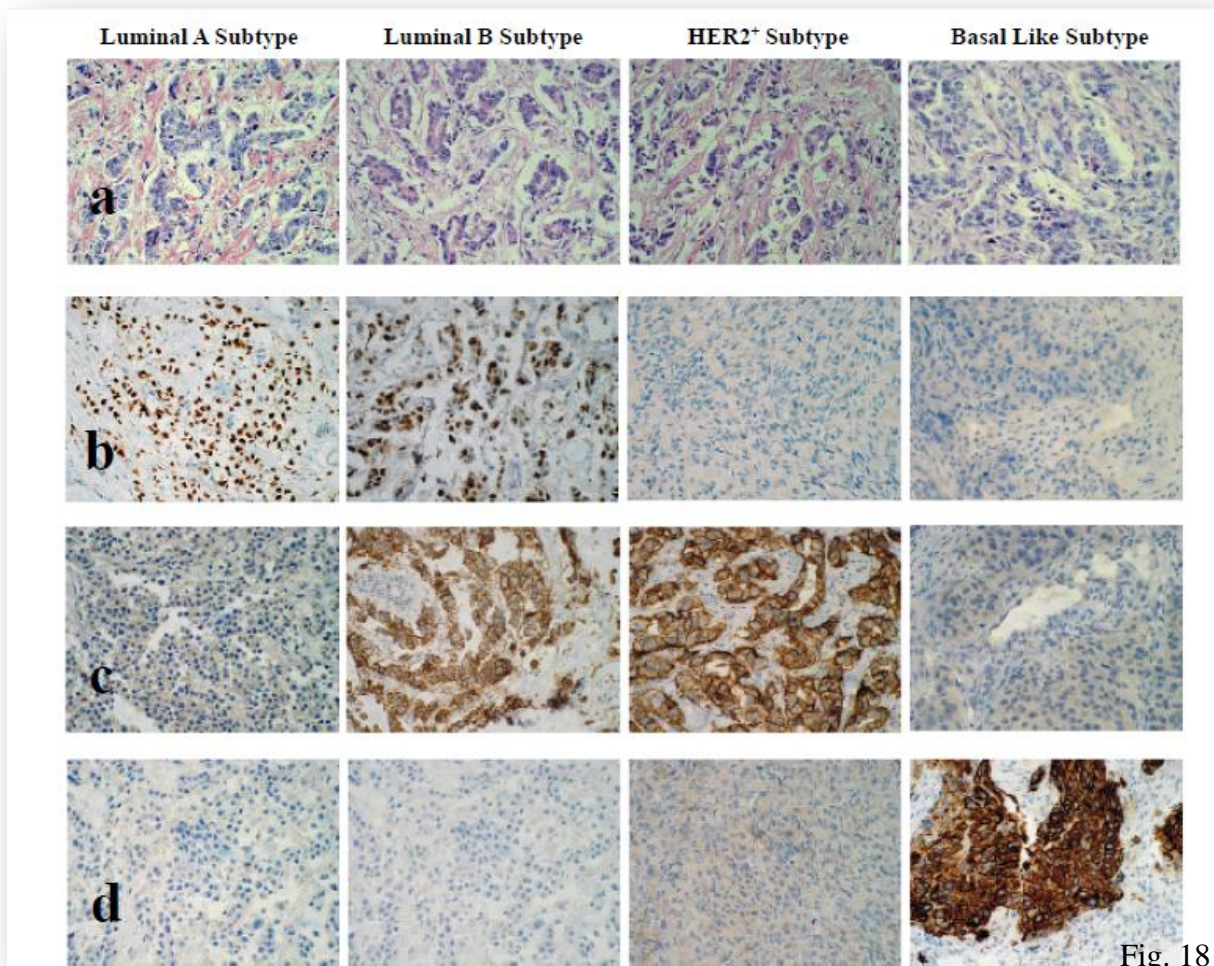 Luminal A Subtype Luminal B Subtype HER2⁺ Subtype Basal Like Subtype
a
b
c
d
Fig. 18